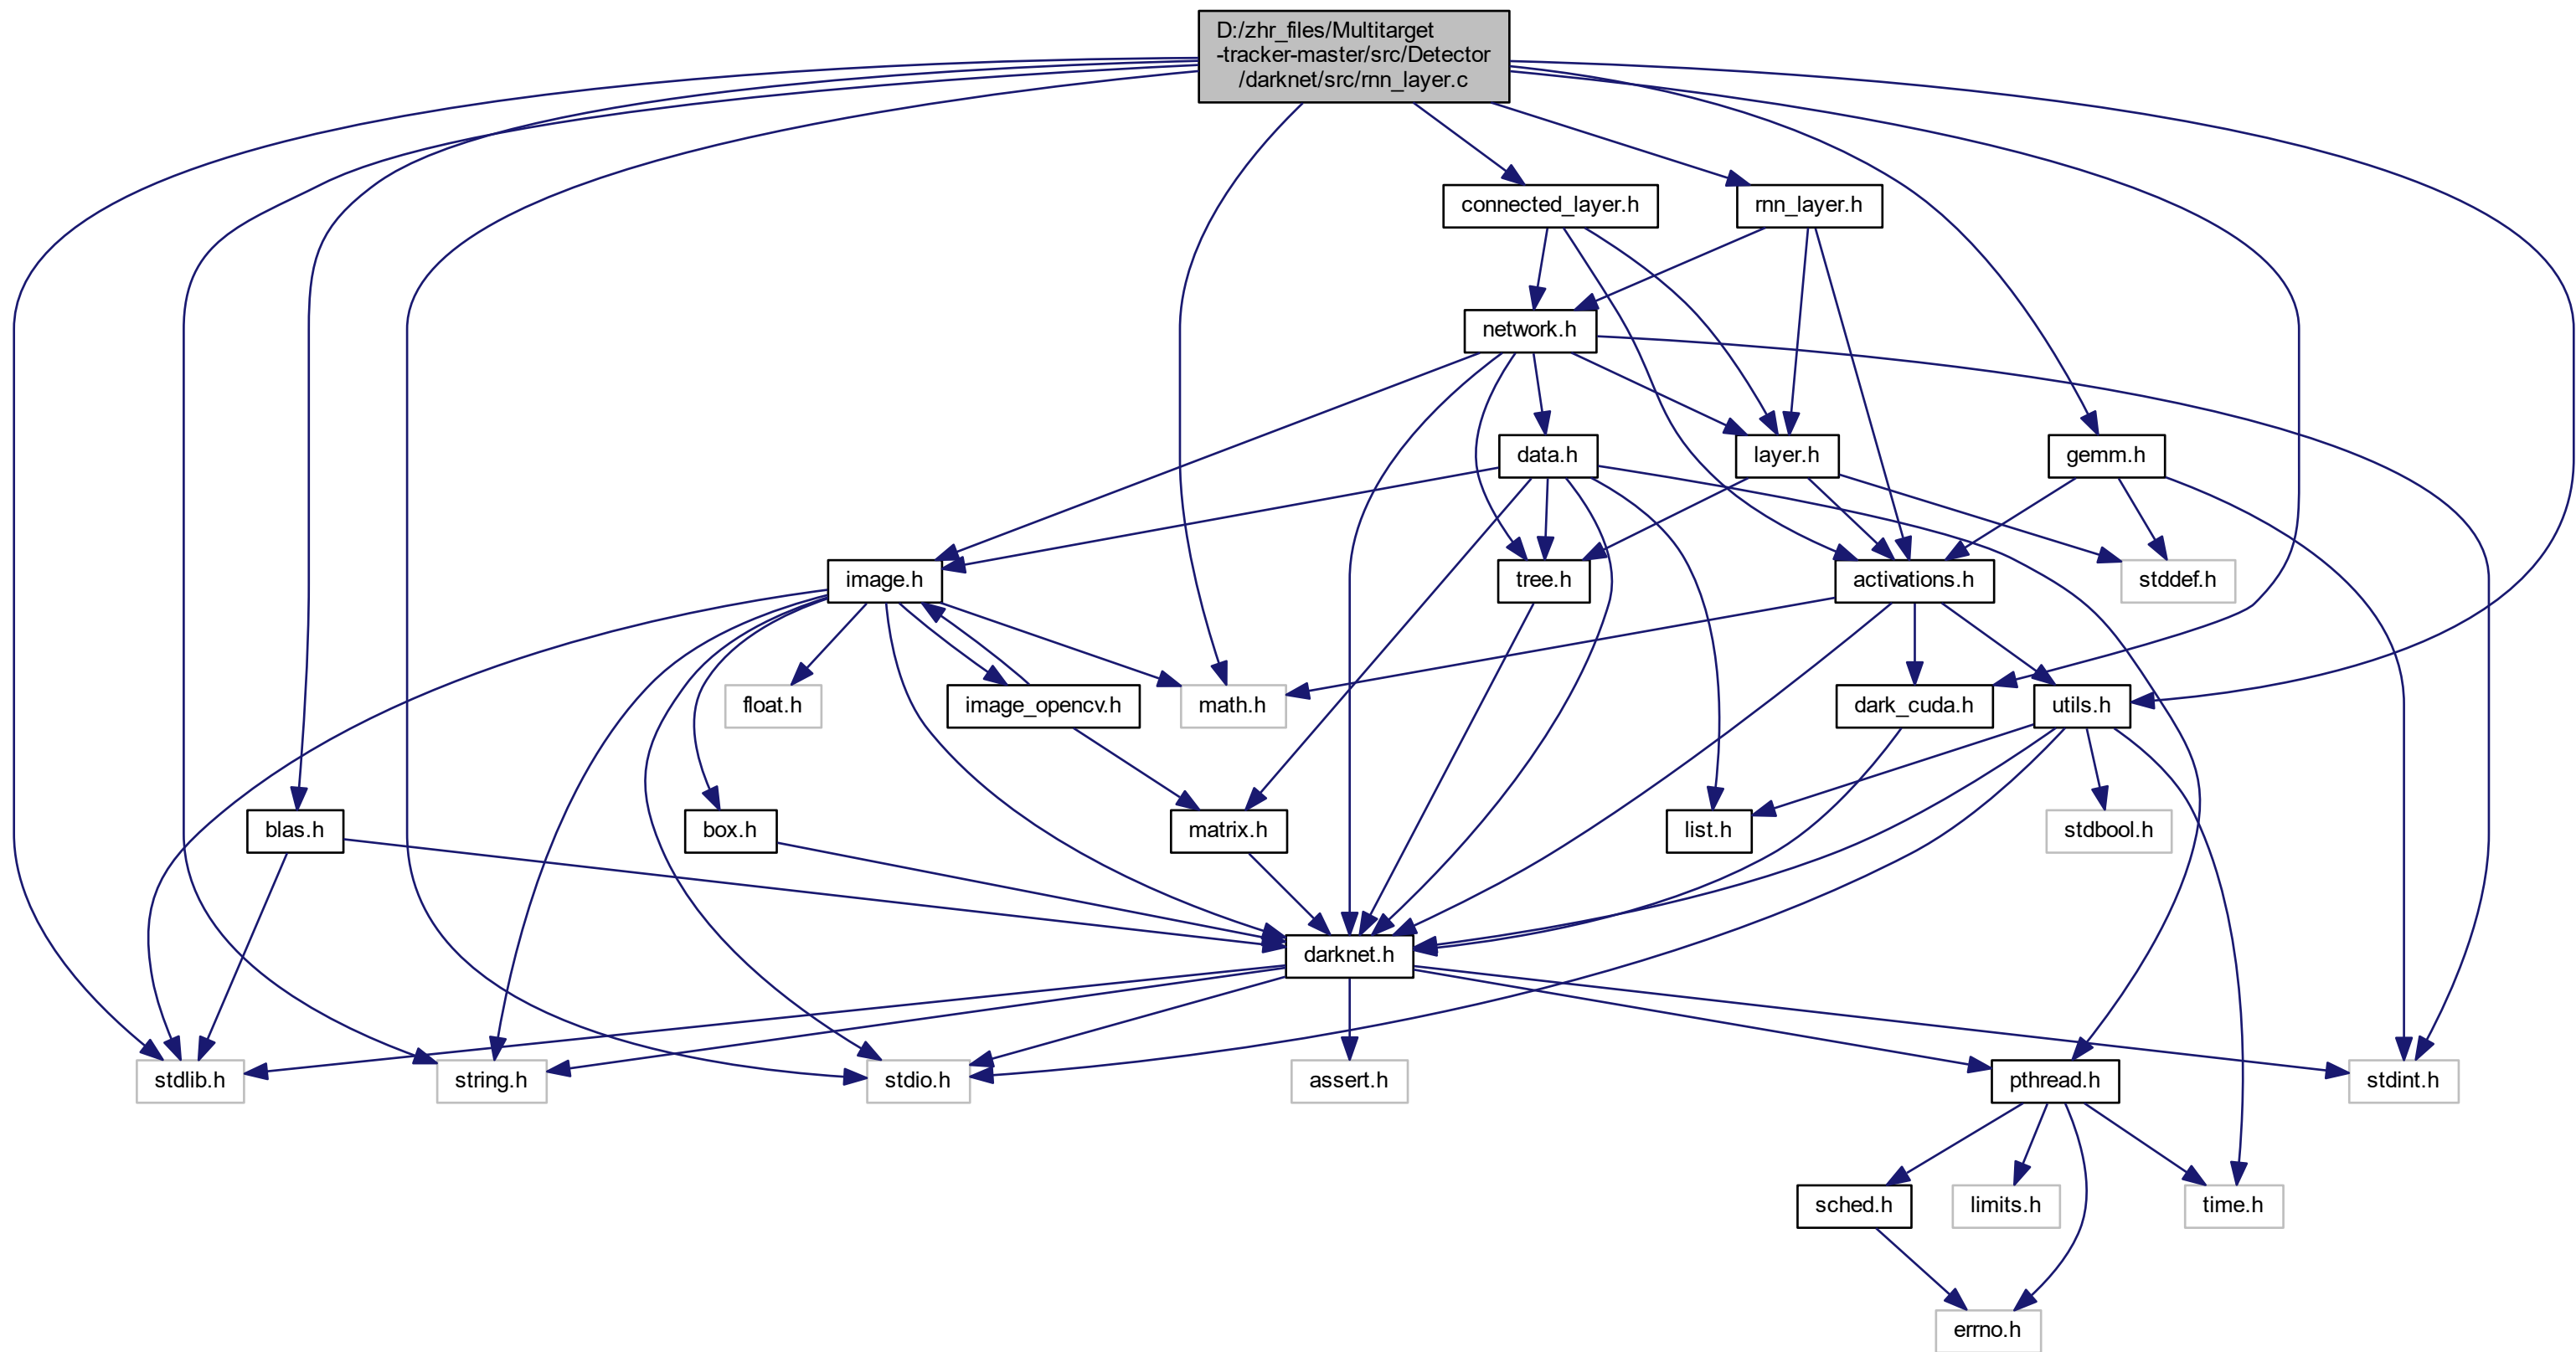 D:/zhr_files/Multitarget
-tracker-master/src/Detector
/darknet/src/rnn_layer.c
connected_layer.h
rnn_layer.h
network.h
data.h
layer.h
gemm.h
image.h
tree.h
activations.h
stddef.h
float.h
image_opencv.h
math.h
dark_cuda.h
utils.h
blas.h
box.h
matrix.h
list.h
stdbool.h
darknet.h
stdlib.h
string.h
stdio.h
assert.h
pthread.h
stdint.h
sched.h
limits.h
time.h
errno.h